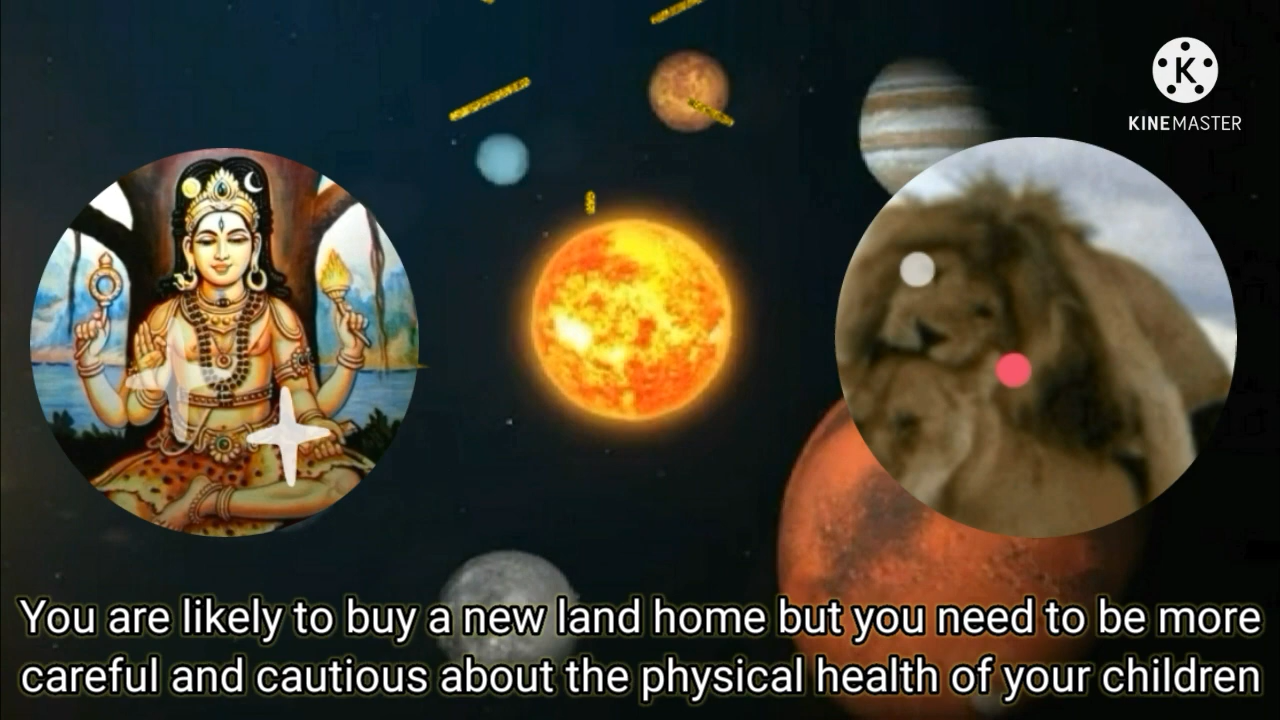 K
KINEMASTER
You are likely to buy a new land home but you need to be more
careful and cautious about the physical health of your children